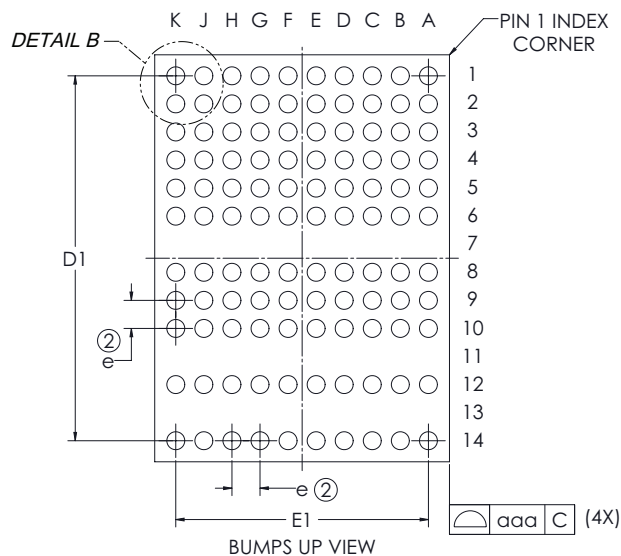 K J H G F E D C B A
DETAIL B
PIN 1 INDEX
CORNER
1
2
3
4
5
6
7
D1
8
9
②
e
10
11
12
13
14
e ②
E1
aaa C (4X)
BUMPS UP VIEW